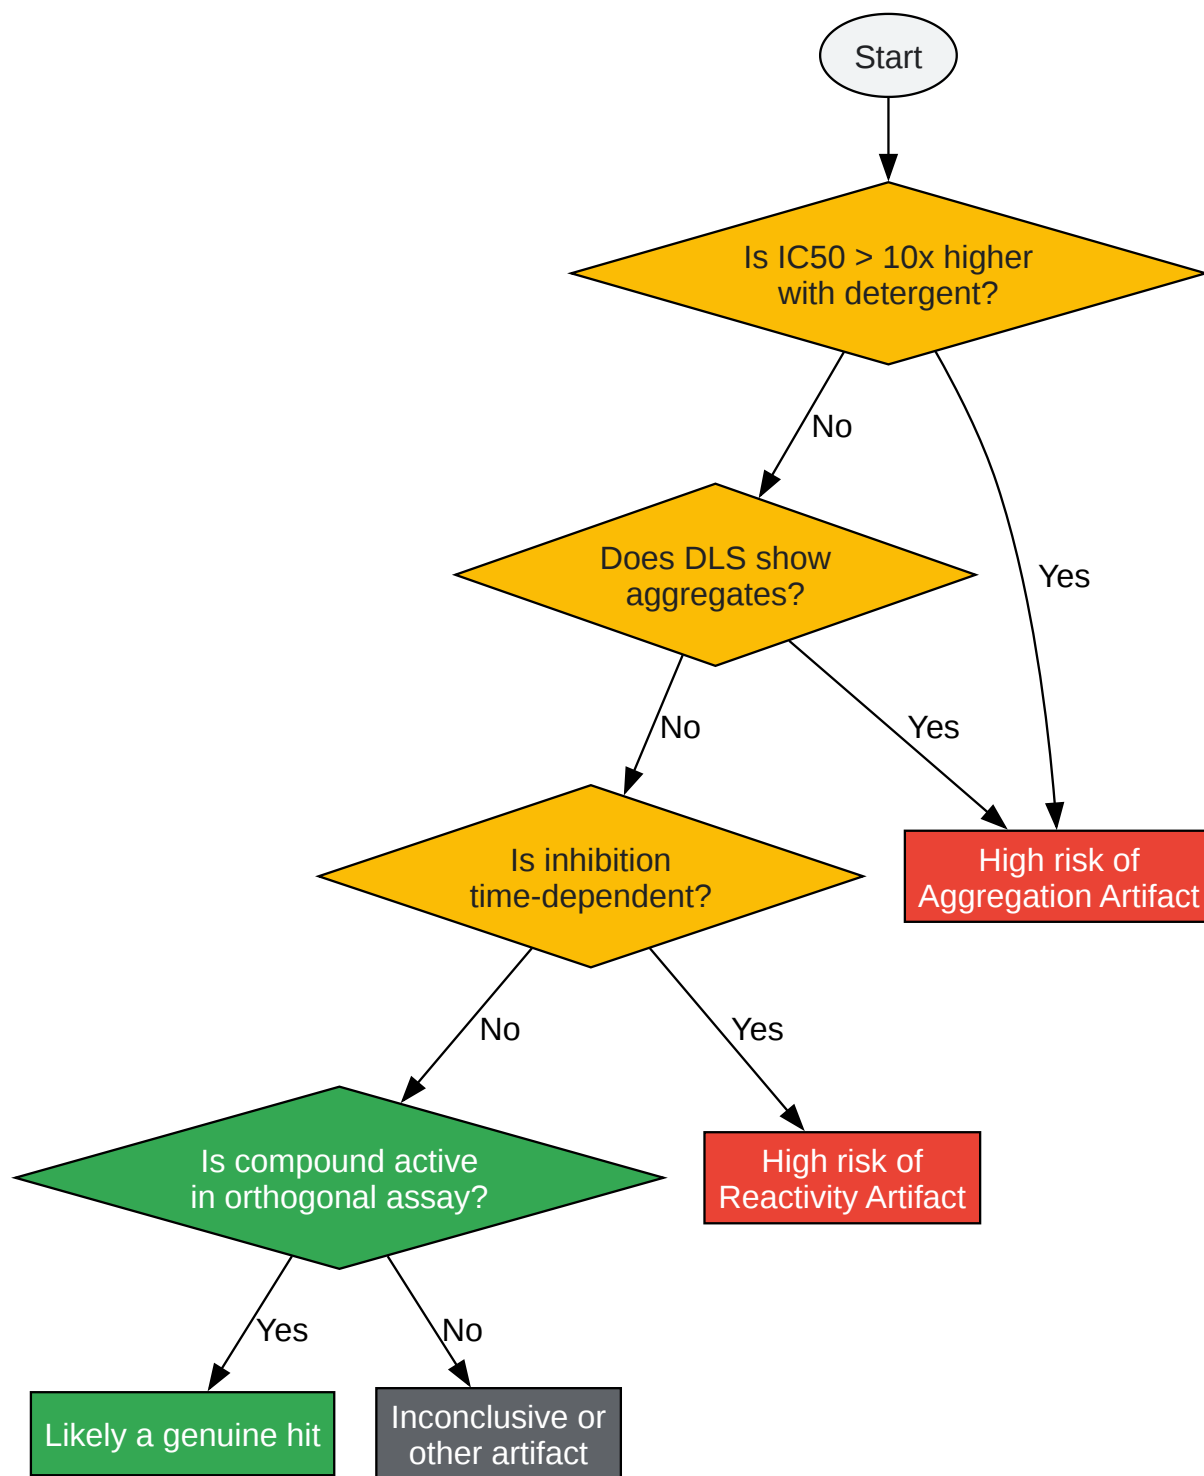 Start
Is IC50 > 10x higher
with detergent?
No
Yes
Does DLS show
aggregates?
No
Yes
Is inhibition
time-dependent?
High risk of
Aggregation Artifact
No
Yes
Is compound active
in orthogonal assay?
High risk of
Reactivity Artifact
Yes
No
Likely a genuine hit
Inconclusive or
other artifact